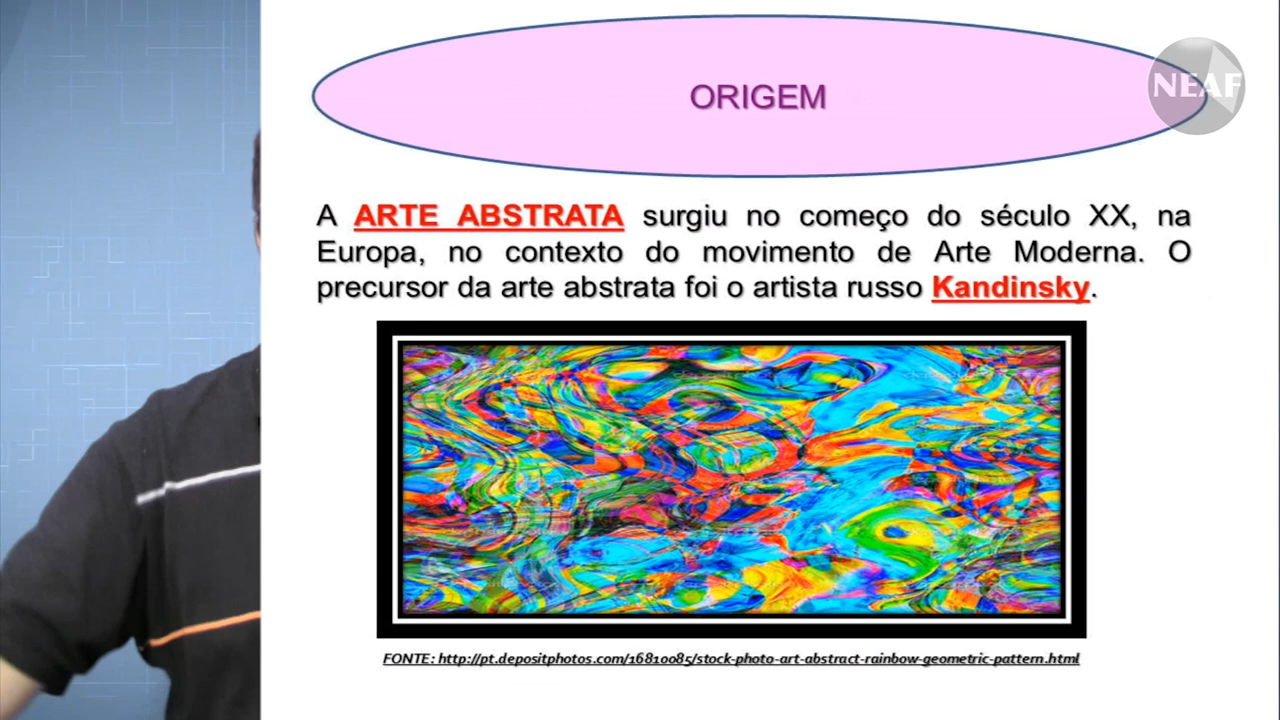 ORIGEM
NEAF
A ARTE ABSTRATA surgiu no começo do século XX, na
Europa, no contexto do movimento de Arte Moderna. O
precursor da arte abstrata foi o artista russo Kandinsky.
FONTE: http://pt.depositphotos.com/16810085/stock-photo-art-abstract-rainbow-geometric-pattern.html